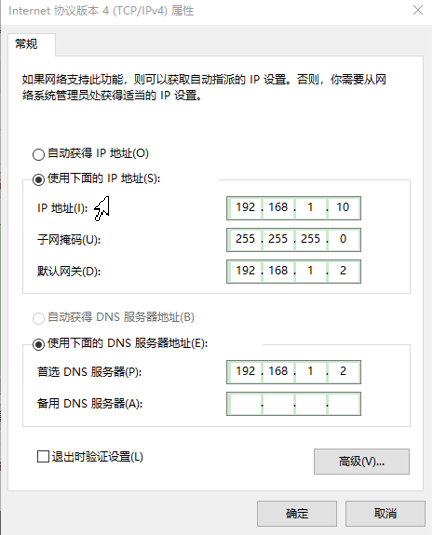 Internet 协议版本 4 (TCP/IPv4) 属性
常规
如果网络支持此功能，则可以获取自动指派的 IP 设置。否则，你需要从网
络系统管理员处获得适当的 IP 设置。
自动获得 IP 地址(O)
使用下面的 IP 地址(S):
IP 地址(I): 192 . 168 . 1 . 10
子网掩码(U): 255 . 255 . 255 . 0
默认网关(D): 192 . 168 . 1 . 2
自动获得 DNS 服务器地址(B)
使用下面的 DNS 服务器地址(E):
首选 DNS 服务器(P): 192 . 168 . 1 . 2
备用 DNS 服务器(A): . . .
退出时验证设置(L)
高级(V)...
确定 取消